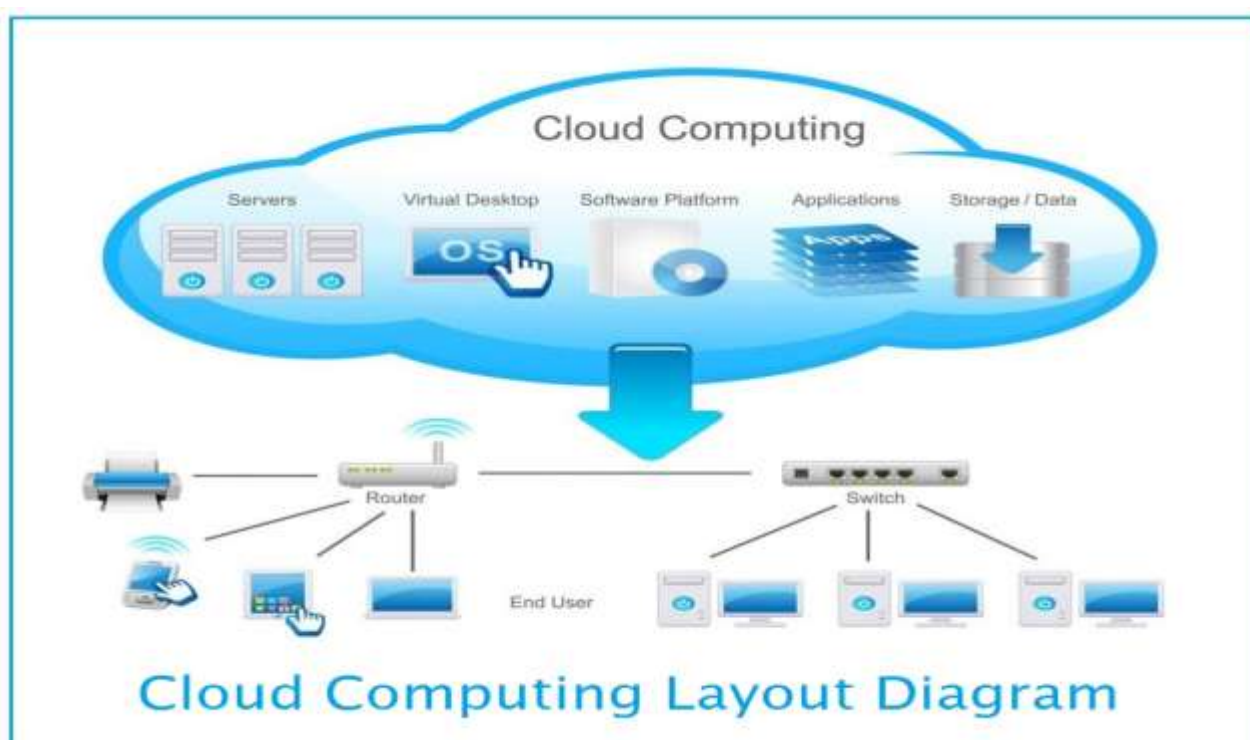 Cloud Computing
Servers
Virtual Desktop
Software Platform
Applications
Storage / Data
OS
Apps
Router
Switch
End User
Cloud Computing Layout Diagram